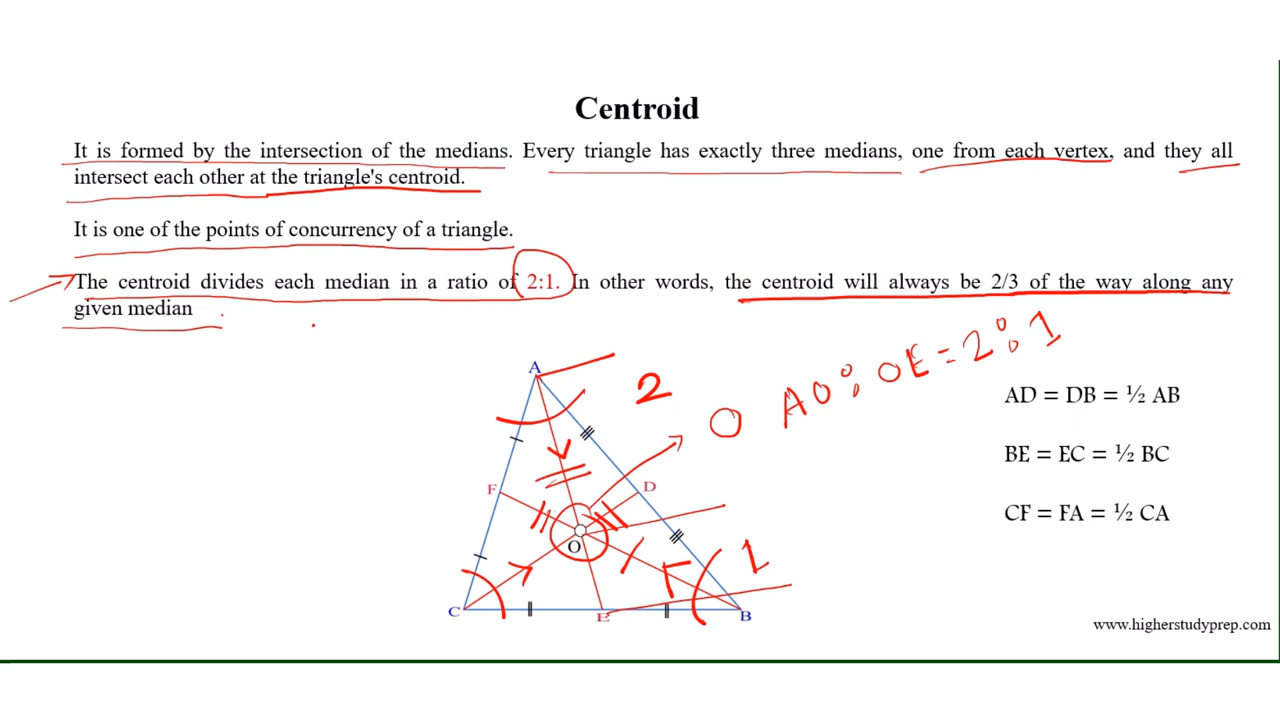 Centroid
It is formed by the intersection of the medians. Every triangle has exactly three medians, one from each vertex, and they all
intersect each other at the triangle's centroid.
It is one of the points of concurrency of a triangle.
The centroid divides each median in a ratio of 2:1. In other words, the centroid will always be 2/3 of the way along any
given median
A
2
O AO : OE = 2 : 1
AD = DB = ½ AB
BE = EC = ½ BC
F
D
CF = FA = ½ CA
O
1
C
E
B
www.higherstudyprep.com